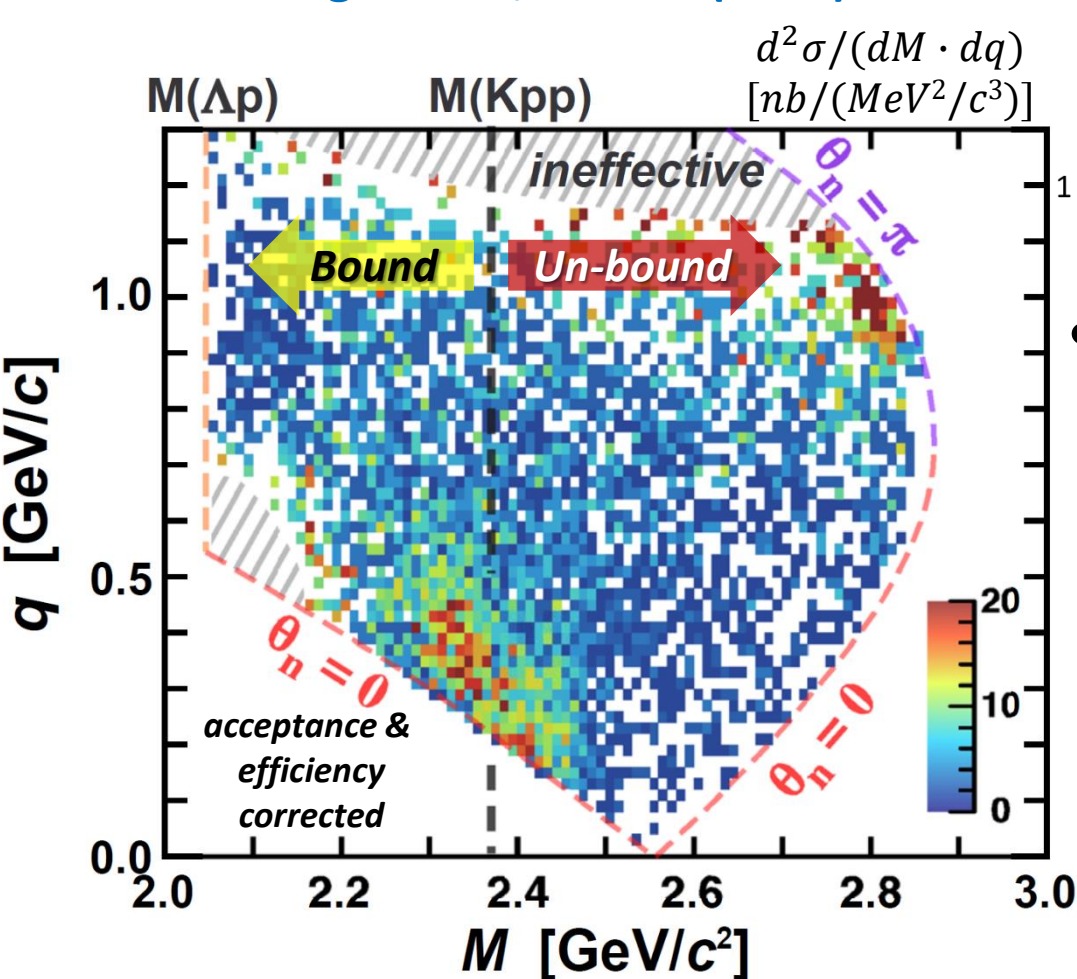 d²σ/(dM · dq)
[nb/(MeV²/c³)]
M(Λp)
M(Kpp)
ineffective
θn = π
1
Bound
Un-bound
1.0
q [GeV/c]
0.5
20
10
0
θn = 0
θn = 0
acceptance &
efficiency
corrected
0.0
2.0
2.2
2.4
2.6
2.8
3.0
M [GeV/c²]